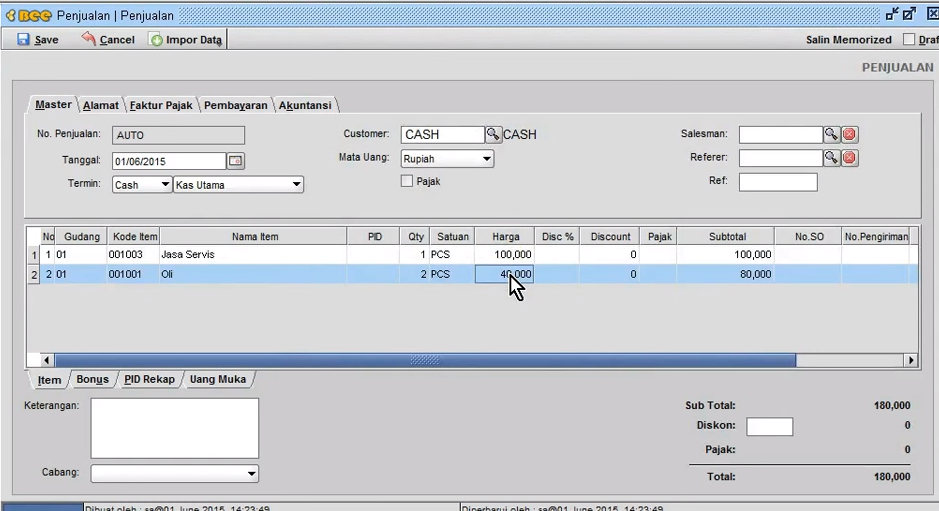 BEE Penjualan | Penjualan
Save Cancel Impor Data Salin Memorized Draf
PENJUALAN
Master Alamat Faktur Pajak Pembayaran Akuntansi
No. Penjualan: AUTO Customer: CASH CASH Salesman:
Tanggal: 01/06/2015 Mata Uang: Rupiah Referer:
Termin: Cash Kas Utama Pajak Ref:
No Gudang Kode Item Nama Item PID Qty Satuan Harga Disc % Discount Pajak Subtotal No.SO No.Pengiriman
1 1 01 001003 Jasa Servis 1 PCS 100,000 0 100,000
2 2 01 001001 Oli 2 PCS 40,000 0 80,000
Item Bonus PID Rekap Uang Muka
Keterangan: Sub Total: 180,000
Diskon: 0
Pajak: 0
Cabang: Total: 180,000
Dibuat oleh : sa@01 June 2015 14:23:49 Diperbarui oleh : sa@01 June 2015 14:23:49